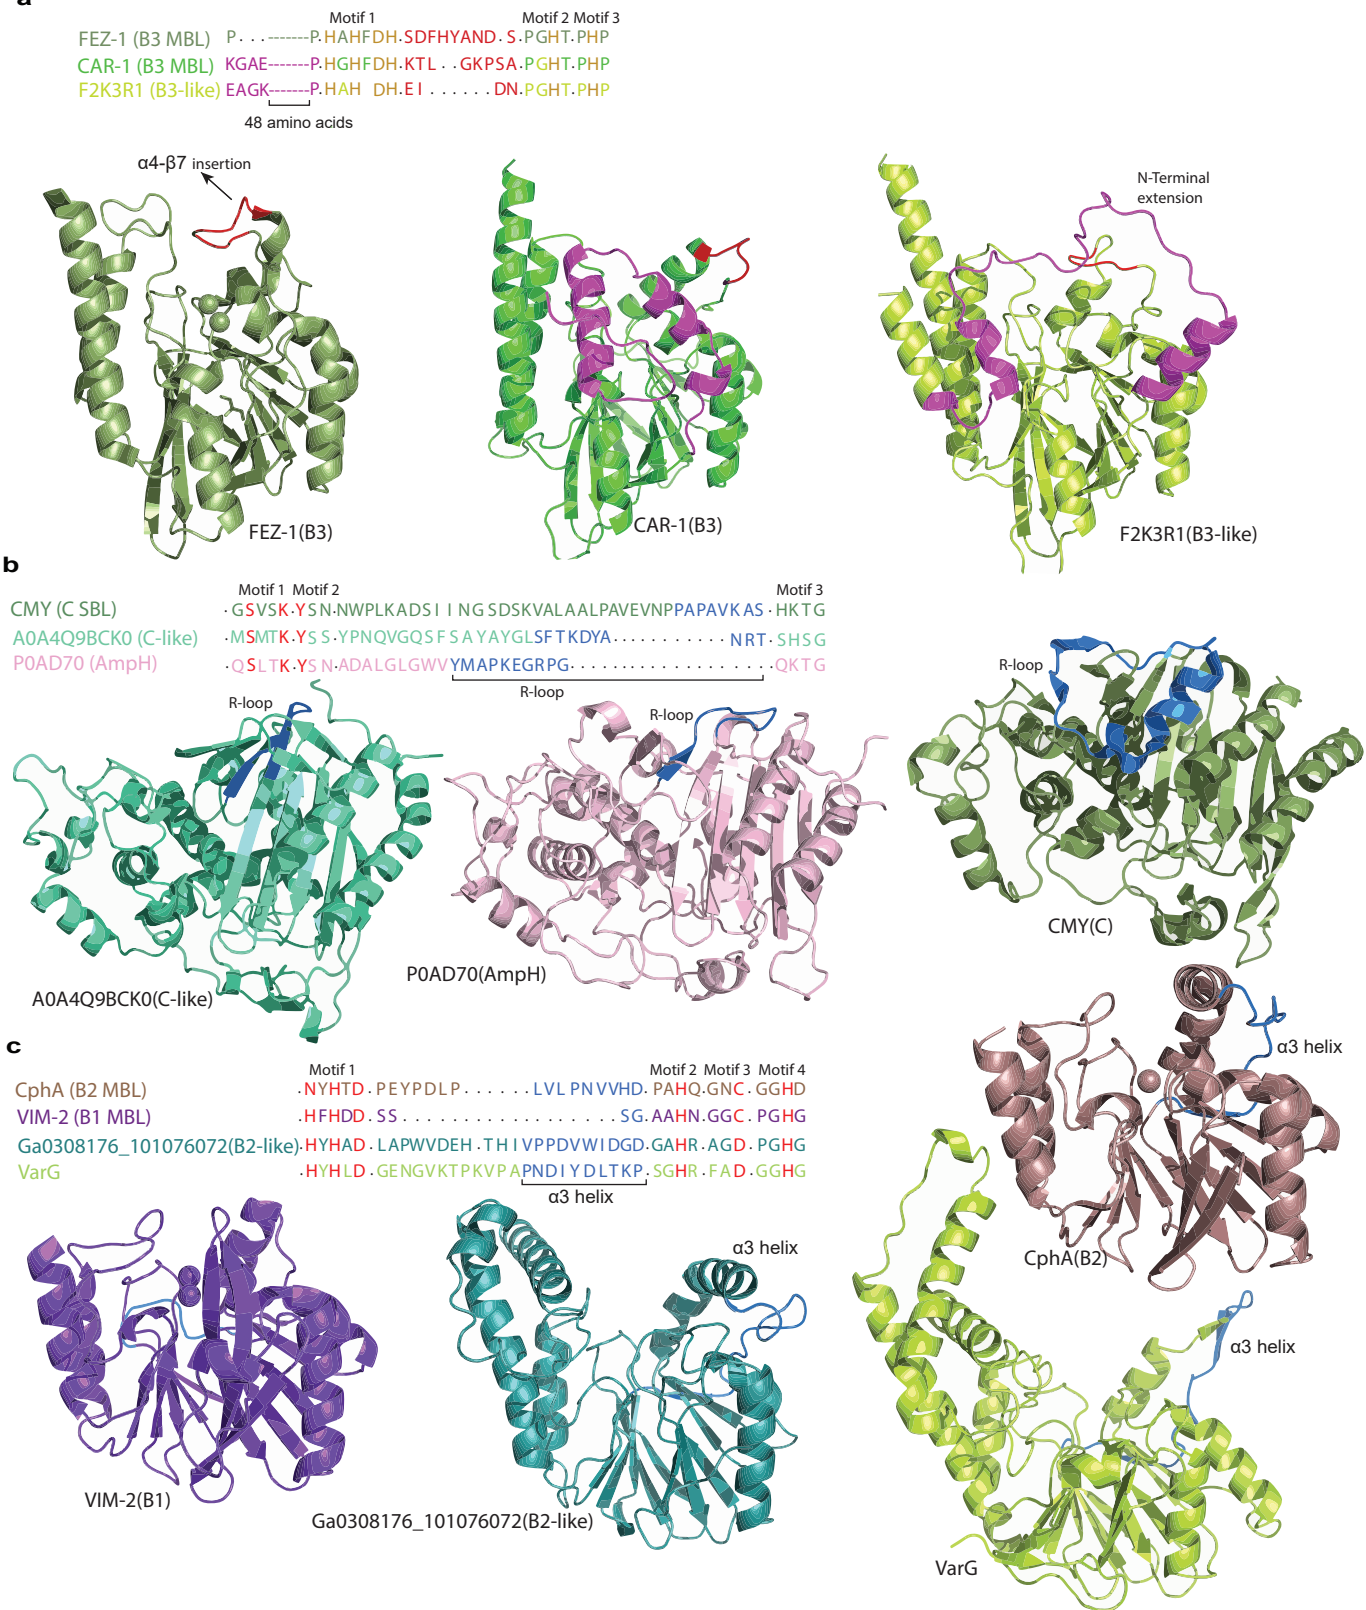 a
Motif 1 Motif 2 Motif 3
FEZ-1 (B3 MBL) P. . .-------P.HAHFDH.SDFHYAND . S.PGHT.PHP
CAR-1 (B3 MBL) KGAE-------P.HGHFDH.KTL . . GKPSA.PGHT.PHP
F2K3R1 (B3-like) EAGK-------P.HAH DH.EI . . . . . . DN.PGHT.PHP
48 amino acids
α4-β7 insertion
N-Terminal
extension
FEZ-1(B3)
CAR-1(B3)
F2K3R1(B3-like)
b
Motif 1 Motif 2 Motif 3
CMY (C SBL) . GSVSK.YSN.NWPLKADSI I NGSDSKVALAALPAVEVNPPAPAVKAS . HKTG
A0A4Q9BCK0 (C-like) .MSMTK.YSS.YPNQVGQSFSAYAYGLSFTKDYA. . . . . . . . . . . NRT.SHSG
P0AD70 (AmpH) .QSLTK.YSN.ADALGLGWVYMAPKEGRPG. . . . . . . . . . . . . . . . . . .QKTG
R-loop
R-loop
R-loop
R-loop
A0A4Q9BCK0(C-like)
P0AD70(AmpH)
CMY(C)
c
Motif 1 Motif 2 Motif 3 Motif 4
CphA (B2 MBL) .NYHTD.PEYPDLP. . . . . . LVLPNVVHD.PAHQ.GNC.GGHD
VIM-2 (B1 MBL) .HFHDD.SS. . . . . . . . . . . . . . . . . . . SG.AAHN.GGC.PGHG
Ga0308176_101076072(B2-like).HYHAD.LAPWVDEH.THIVPPDVWIDGD.GAHR.AGD.PGHG
VarG .HYHLD.GENGVKTPKVPAPNDIYDLTKP.SGHR.FAD.GGHG
α3 helix
α3 helix
CphA(B2)
α3 helix
α3 helix
VIM-2(B1)
Ga0308176_101076072(B2-like)
VarG